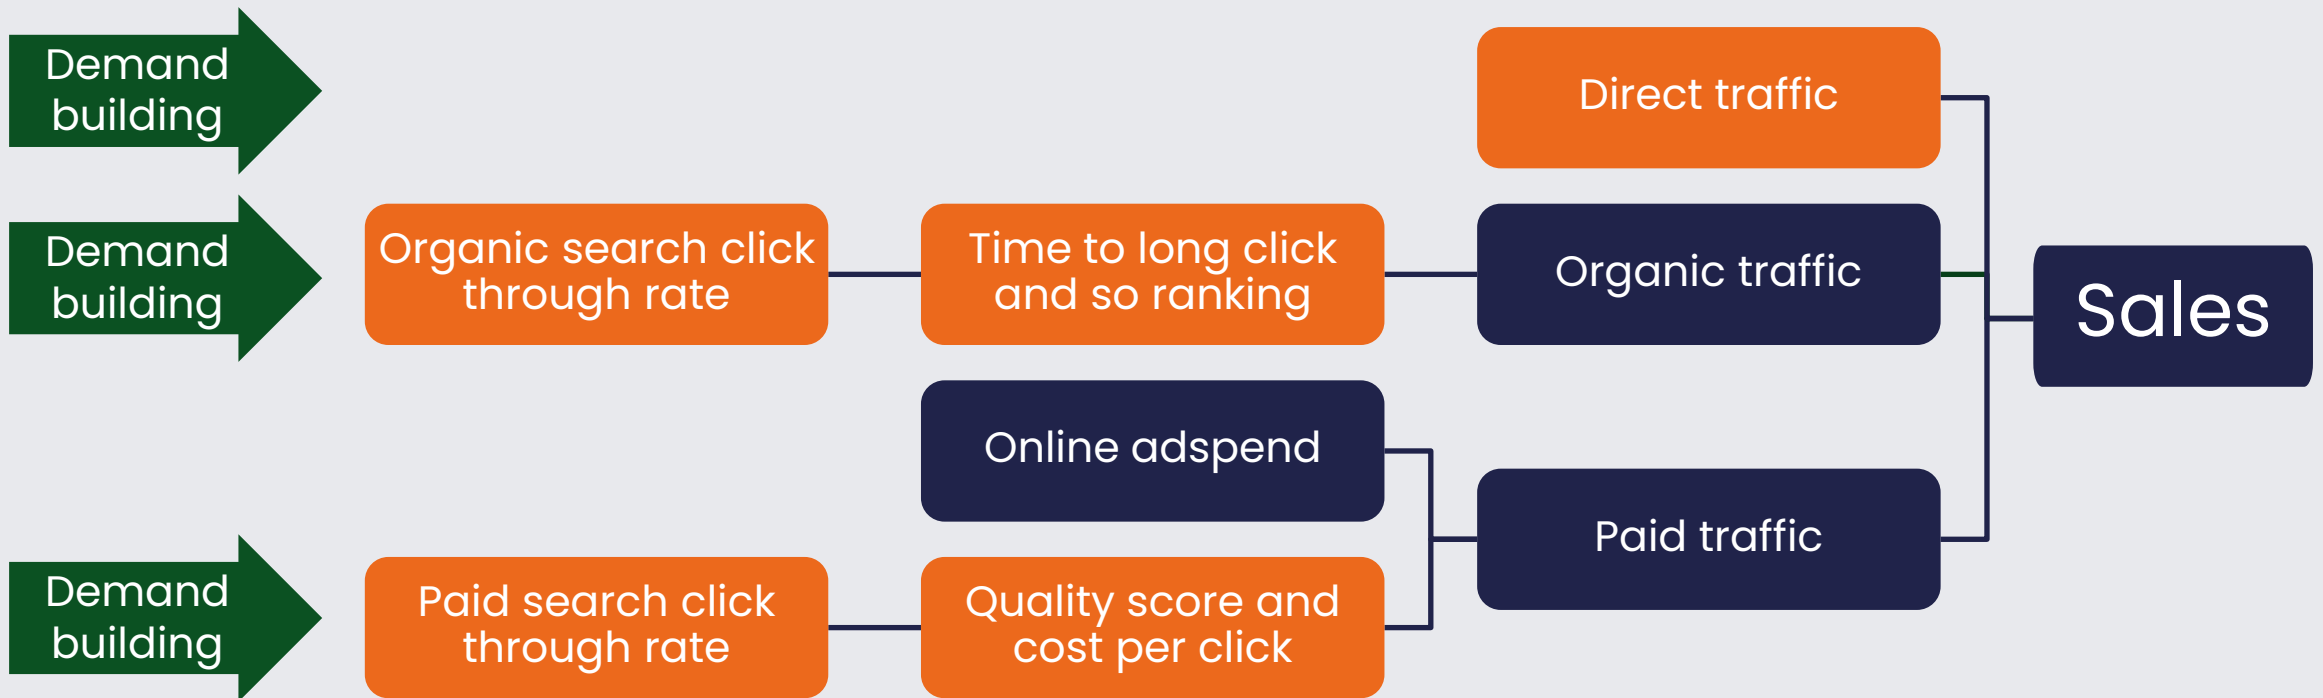 Demand
building
Direct traffic
Demand
building
Organic search click
through rate
Time to long click
and so ranking
Organic traffic
Sales
Online adspend
Paid traffic
Demand
building
Paid search click
through rate
Quality score and
cost per click